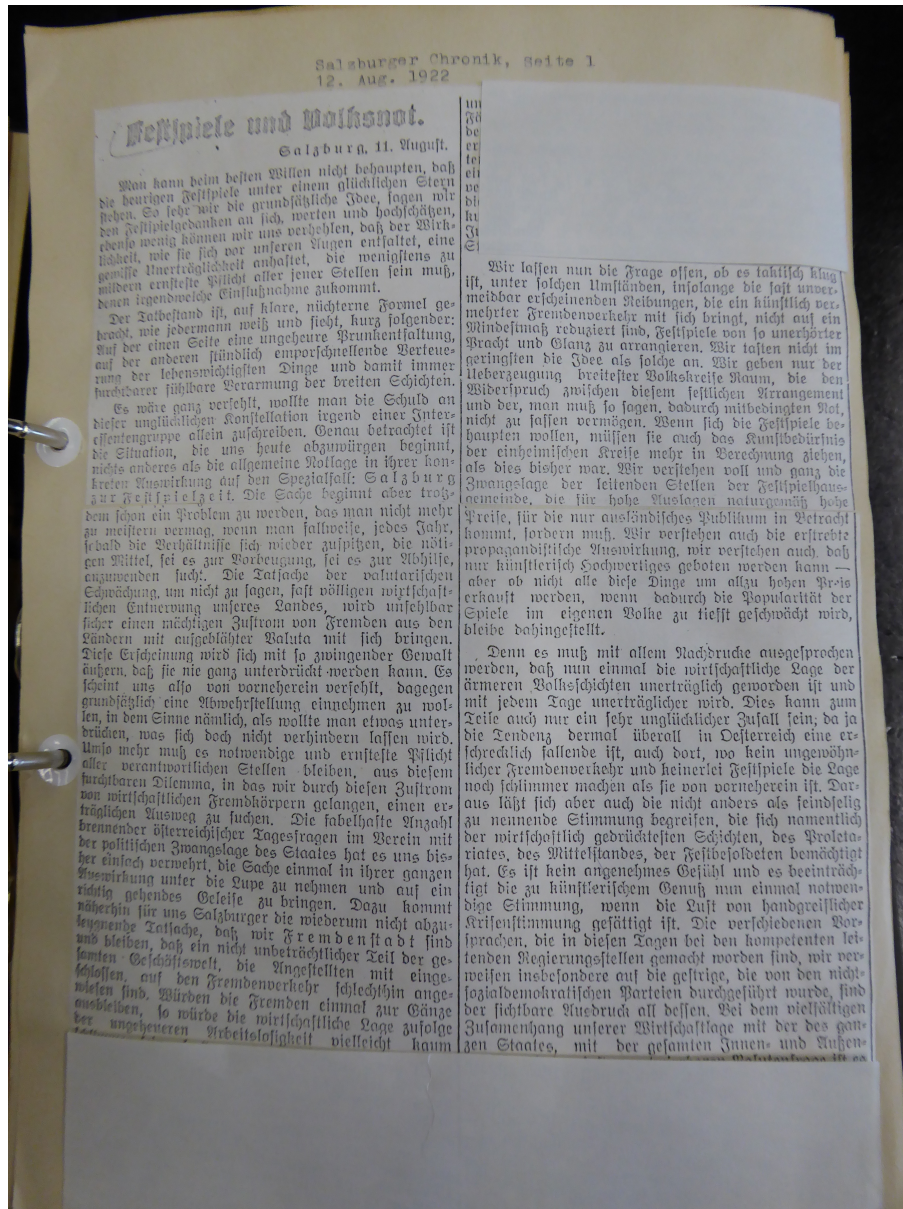 Salzburger Chronik, Seite 1
12. Aug. 1922
Festspiele und Volksnot.
Salzburg, 11. August.
Man kann beim besten Willen nicht behaupten, daß
die heurigen Festspiele unter einem glücklichen Stern
stehen. So sehr wir die grundsätzliche Idee, sagen wir
den Festspielgedanken an sich, werten und hochschätzen,
ebenso wenig können wir uns verhehlen, daß der Wirk-
lichkeit, wie sie sich vor unseren Augen entfaltet, eine
gewisse Unerträglichkeit anhaftet, die wenigstens zu
mildern ernsteste Pflicht aller jener Stellen sein muß,
denen irgendwelche Einflußnahme zukommt.
Der Tatbestand ist, auf klare, nüchterne Formel ge-
bracht, wie jedermann weiß und sieht, kurz folgender:
Auf der einen Seite eine ungeheure Prunkentfaltung,
auf der anderen stündlich emporschnellende Verteue-
rung der lebenswichtigsten Dinge und damit immer
furchtbarer fühlbare Verarmung der breiten Schichten.
Es wäre ganz verfehlt, wollte man die Schuld an
dieser unglücklichen Konstellation irgend einer Inter-
essentengruppe allein zuschreiben. Genau betrachtet ist
die Situation, die uns heute abzuwürgen beginnt,
nichts anderes als die allgemeine Notlage in ihrer kon-
kreten Auswirkung auf den Spezialfall: Salzburg
zur Festspielzeit. Die Sache beginnt aber trotz-
dem schon ein Problem zu werden, das man nicht mehr
zu meistern vermag, wenn man fallweise, jedes Jahr,
sobald die Verhältnisse sich wieder zuspitzen, die nöti-
gen Mittel, sei es zur Vorbeugung, sei es zur Abhilfe,
anzuwenden sucht. Die Tatsache der valutarischen
Schwächung, um nicht zu sagen, fast völligen wirtschaft-
lichen Entnervung unseres Landes, wird unfehlbar
sicher einen mächtigen Zustrom von Fremden aus den
Ländern mit aufgeblähter Valuta mit sich bringen.
Diese Erscheinung wird sich mit so zwingender Gewalt
äußern, daß sie nie ganz unterdrückt werden kann. Es
scheint uns also von vorneherein verfehlt, dagegen
grundsätzlich eine Abwehrstellung einnehmen zu wol-
len, in dem Sinne nämlich, als wollte man etwas unter-
drücken, was sich doch nicht verhindern lassen wird.
Umso mehr muß es notwendige und ernsteste Pflicht
aller verantwortlichen Stellen bleiben, aus diesem
furchtbaren Dilemma, in das wir durch diesen Zustrom
von wirtschaftlichen Fremdkörpern gelangen, einen er-
träglichen Ausweg zu suchen. Die fabelhafte Anzahl
brennender österreichischer Tagesfragen im Verein mit
der politischen Zwangslage des Staates hat es uns bis-
her einfach verwehrt, die Sache einmal in ihrer ganzen
Auswirkung unter die Lupe zu nehmen und auf ein
richtig gehendes Geleise zu bringen. Dazu kommt
näherhin für uns Salzburger die wiederum nicht abzu-
leugnende Tatsache, daß wir Fremdenstadt sind
und bleiben, daß ein nicht unbeträchtlicher Teil der ge-
samten Geschäftswelt, die Angestellten mit einge-
schlossen, auf den Fremdenverkehr schlechthin ange-
wiesen sind. Würden die Fremden einmal zur Gänze
ausbleiben, so würde die wirtschaftliche Lage zufolge
der ungeheueren Arbeitslosigkeit vielleicht kaum
Wir lassen nun die Frage offen, ob es taktisch klug
ist, unter solchen Umständen, insolange die fast unver-
meidbar erscheinenden Reibungen, die ein künstlich ver-
mehrter Fremdenverkehr mit sich bringt, nicht auf ein
Mindestmaß reduziert sind, Festspiele von so unerhörter
Pracht und Glanz zu arrangieren. Wir tasten nicht im
geringsten die Idee als solche an. Wir geben nur der
Ueberzeugung breitester Volkskreise Raum, die den
Widerspruch zwischen diesem festlichen Arrangement
und der, man muß so sagen, dadurch mitbedingten Not,
nicht zu fassen vermögen. Wenn sich die Festspiele be-
haupten wollen, müssen sie auch das Kunstbedürfnis
der einheimischen Kreise mehr in Berechnung ziehen,
als dies bisher war. Wir verstehen voll und ganz die
Zwangslage der leitenden Stellen der Festspielhaus-
gemeinde, die für hohe Auslagen naturgemäß hohe
Preise, für die nur ausländisches Publikum in Betracht
kommt, fordern muß. Wir verstehen auch die erstrebte
propagandistische Auswirkung, wir verstehen auch, daß
nur künstlerisch Hochwertiges geboten werden kann —
aber ob nicht alle diese Dinge um allzu hohen Preis
erkauft werden, wenn dadurch die Popularität der
Spiele im eigenen Volke zu tiefst geschwächt wird,
bleibe dahingestellt.
Denn es muß mit allem Nachdrucke ausgesprochen
werden, daß nun einmal die wirtschaftliche Lage der
ärmeren Volksschichten unerträglich geworden ist und
mit jedem Tage unerträglicher wird. Dies kann zum
Teile auch nur ein sehr unglücklicher Zufall sein; da ja
die Tendenz dermal überall in Oesterreich eine er-
schrecklich fallende ist, auch dort, wo kein ungewöhn-
licher Fremdenverkehr und keinerlei Festspiele die Lage
noch schlimmer machen als sie von vorneherein ist. Dar-
aus läßt sich aber auch die nicht anders als feindselig
zu nennende Stimmung begreifen, die sich namentlich
der wirtschaftlich gedrücktesten Schichten, des Proleta-
riates, des Mittelstandes, der Festbesoldeten bemächtigt
hat. Es ist kein angenehmes Gefühl und es beeinträch-
tigt die zu künstlerischem Genuß nun einmal notwen-
dige Stimmung, wenn die Luft von handgreiflicher
Krisenstimmung gesättigt ist. Die verschiedenen Vor-
sprachen, die in diesen Tagen bei den kompetenten lei-
tenden Regierungsstellen gemacht worden sind, wir ver-
weisen insbesondere auf die gestrige, die von den nicht-
sozialdemokratischen Parteien durchgeführt wurde, sind
der sichtbare Ausdruck all dessen. Bei dem vielfältigen
Zusammenhang unserer Wirtschaftlage mit der des gan-
zen Staates, mit der gesamten Innen- und Außen-